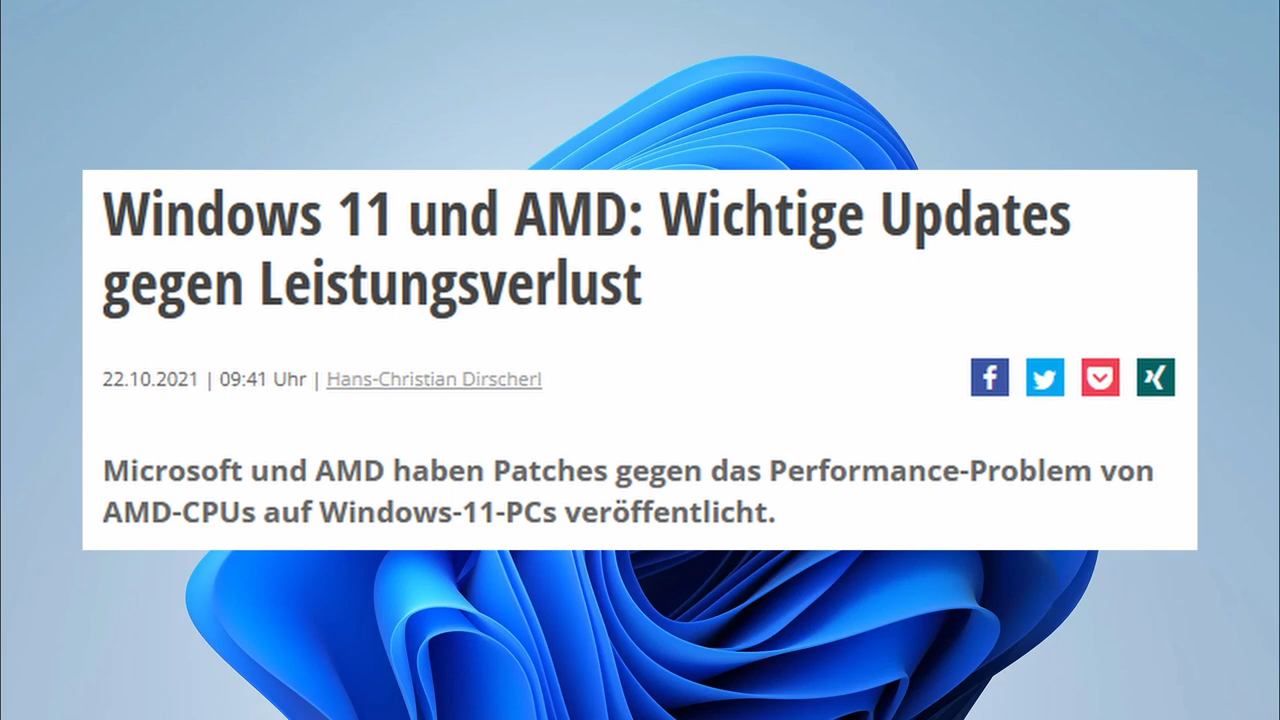 Windows 11 und AMD: Wichtige Updates
gegen Leistungsverlust
22.10.2021 | 09:41 Uhr | Hans-Christian Dirscherl
Microsoft und AMD haben Patches gegen das Performance-Problem von
AMD-CPUs auf Windows-11-PCs veröffentlicht.